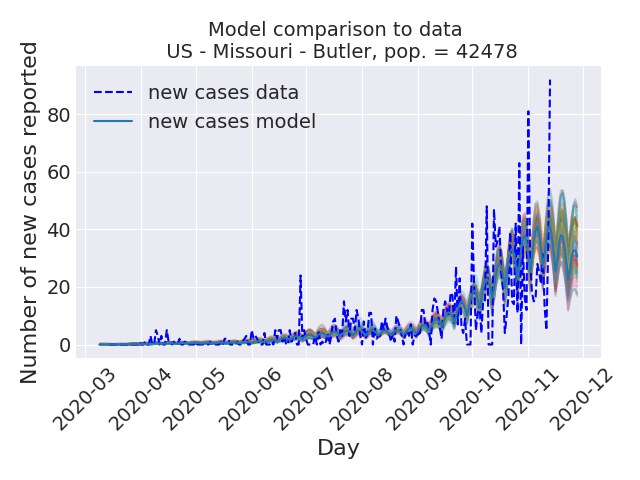 Model comparison to data
US - Missouri - Butler, pop. = 42478
new cases data
new cases model
Number of new cases reported
80
60
40
20
0
2020-03
2020-04
2020-05
2020-06
2020-07
2020-08
2020-09
2020-10
2020-11
2020-12
Day